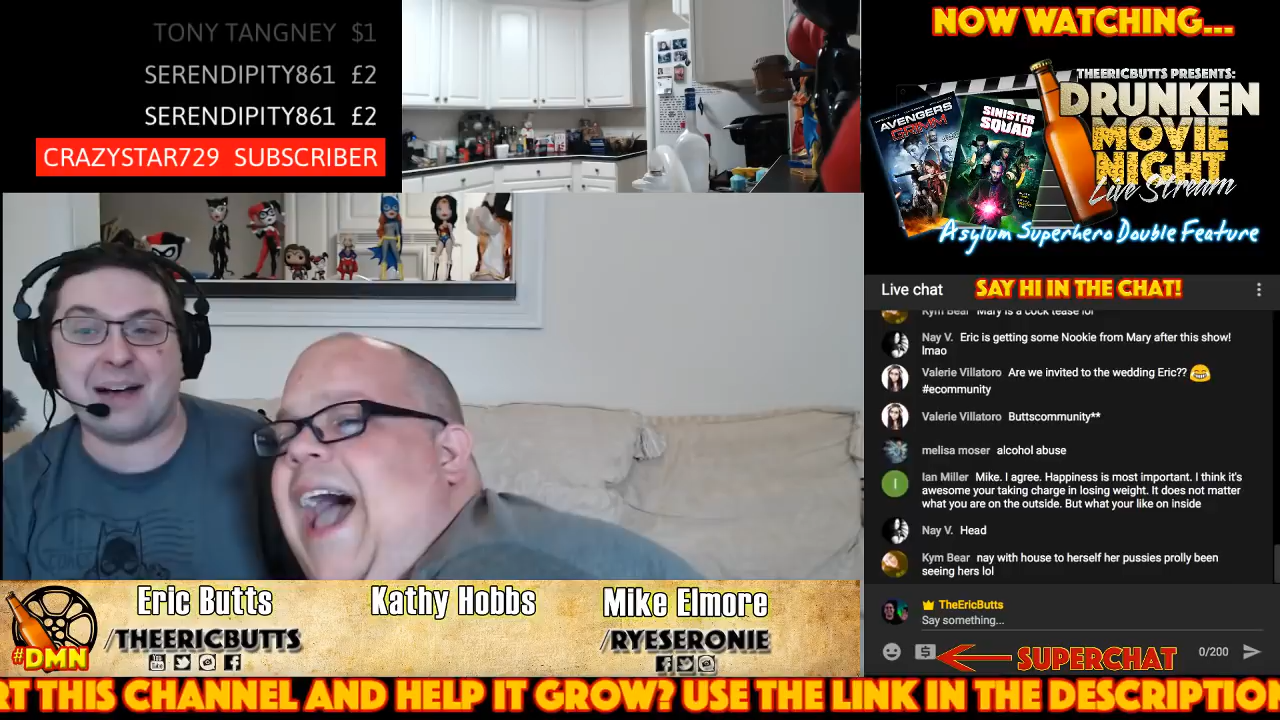 TONY TANGNEY $1
SERENDIPITY861 £2
SERENDIPITY861 £2
CRAZYSTAR729 SUBSCRIBER
NOW WATCHING...
THEERICBUTTS PRESENTS:
DRUNKEN
MOVIE
NIGHT
Live Stream
AVENGERS
GRIMM
SINISTER
SQUAD
Asylum Superhero Double Feature
Live chat
SAY HI IN THE CHAT!
Kym Bear Mary is a cock tease lol
Nay V. Eric is getting some Nookie from Mary after this show!
lmao
Valerie Villatoro Are we invited to the wedding Eric?? 😂
#ecommunity
Valerie Villatoro Buttscommunity**
melisa moser alcohol abuse
I
Ian Miller Mike. I agree. Happiness is most important. I think it's
awesome your taking charge in losing weight. It does not matter
what you are on the outside. But what your like on inside
Nay V. Head
Kym Bear nay with house to herself her pussies prolly been
seeing hers lol
TheEricButts
Say something...
SUPERCHAT
0/200
Eric Butts
/THEERICBUTTS
Kathy Hobbs
Mike Elmore
/RYESERONIE
#DMN
RT THIS CHANNEL AND HELP IT GROW? USE THE LINK IN THE DESCRIPTION